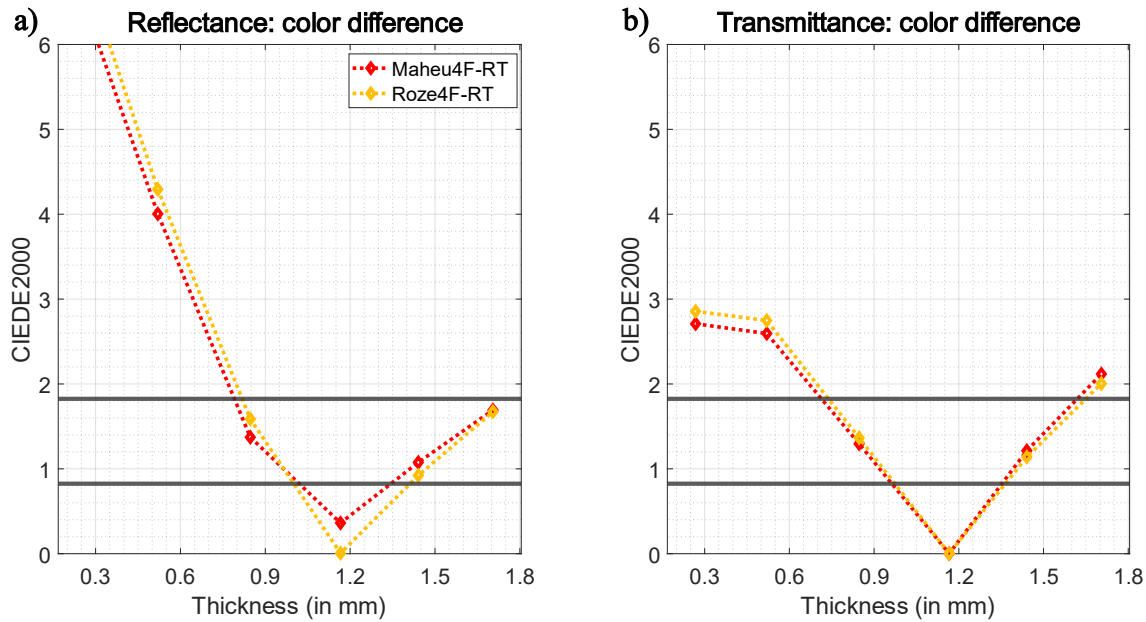 a)
Reflectance: color difference
6
5
4
3
2
1
0
CIEDE2000
0.3 0.6 0.9 1.2 1.5 1.8
Thickness (in mm)
Maheu4F-RT
Roze4F-RT
b)
Transmittance: color difference
6
5
4
3
2
1
0
CIEDE2000
0.3 0.6 0.9 1.2 1.5 1.8
Thickness (in mm)